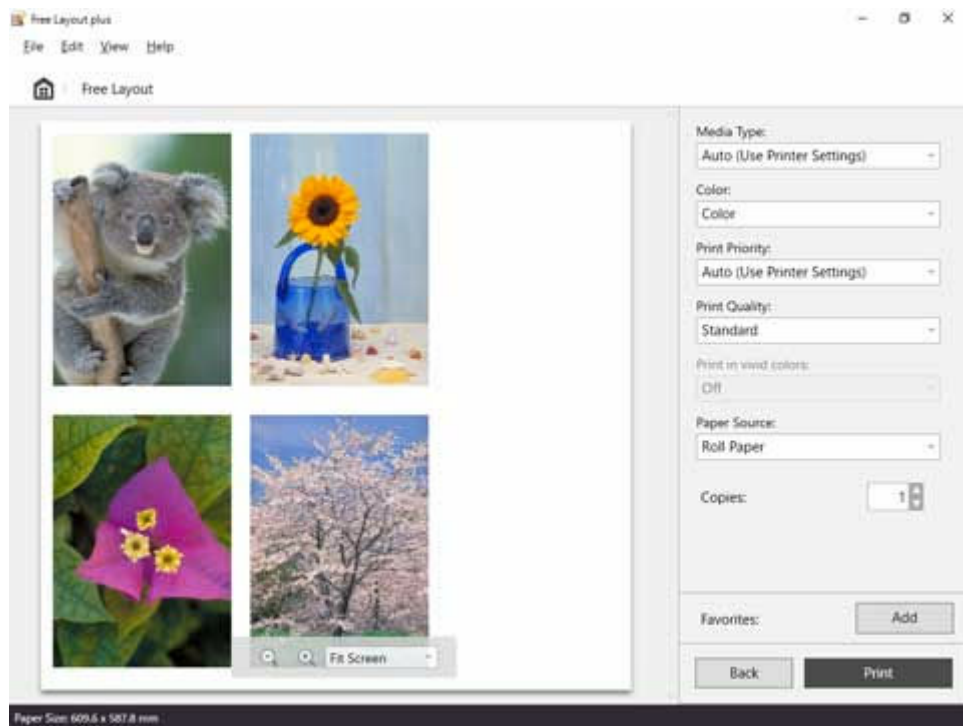 Free Layout plus
File Edit View Help
Free Layout
Media Type:
Auto (Use Printer Settings)
Color:
Color
Print Priority:
Auto (Use Printer Settings)
Print Quality:
Standard
Print in vivid colors:
Off
Paper Source:
Roll Paper
Copies: 1
Favorites: Add
Fit Screen
Back Print
Paper Size: 609.6 x 587.8 mm